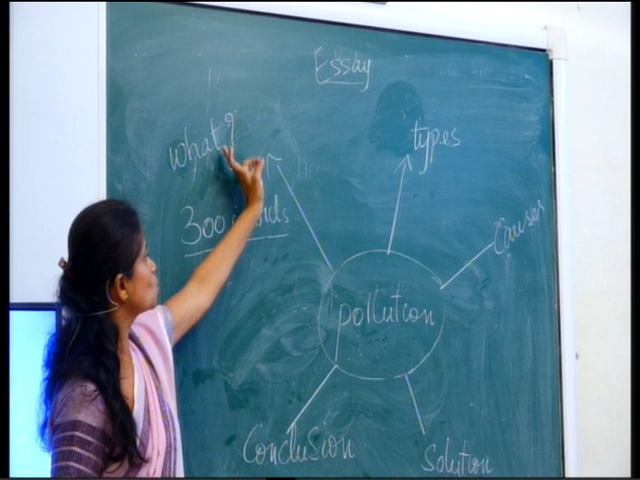 Essay
what?
types
300 words
Causes
pollution
Conclusion
Solution